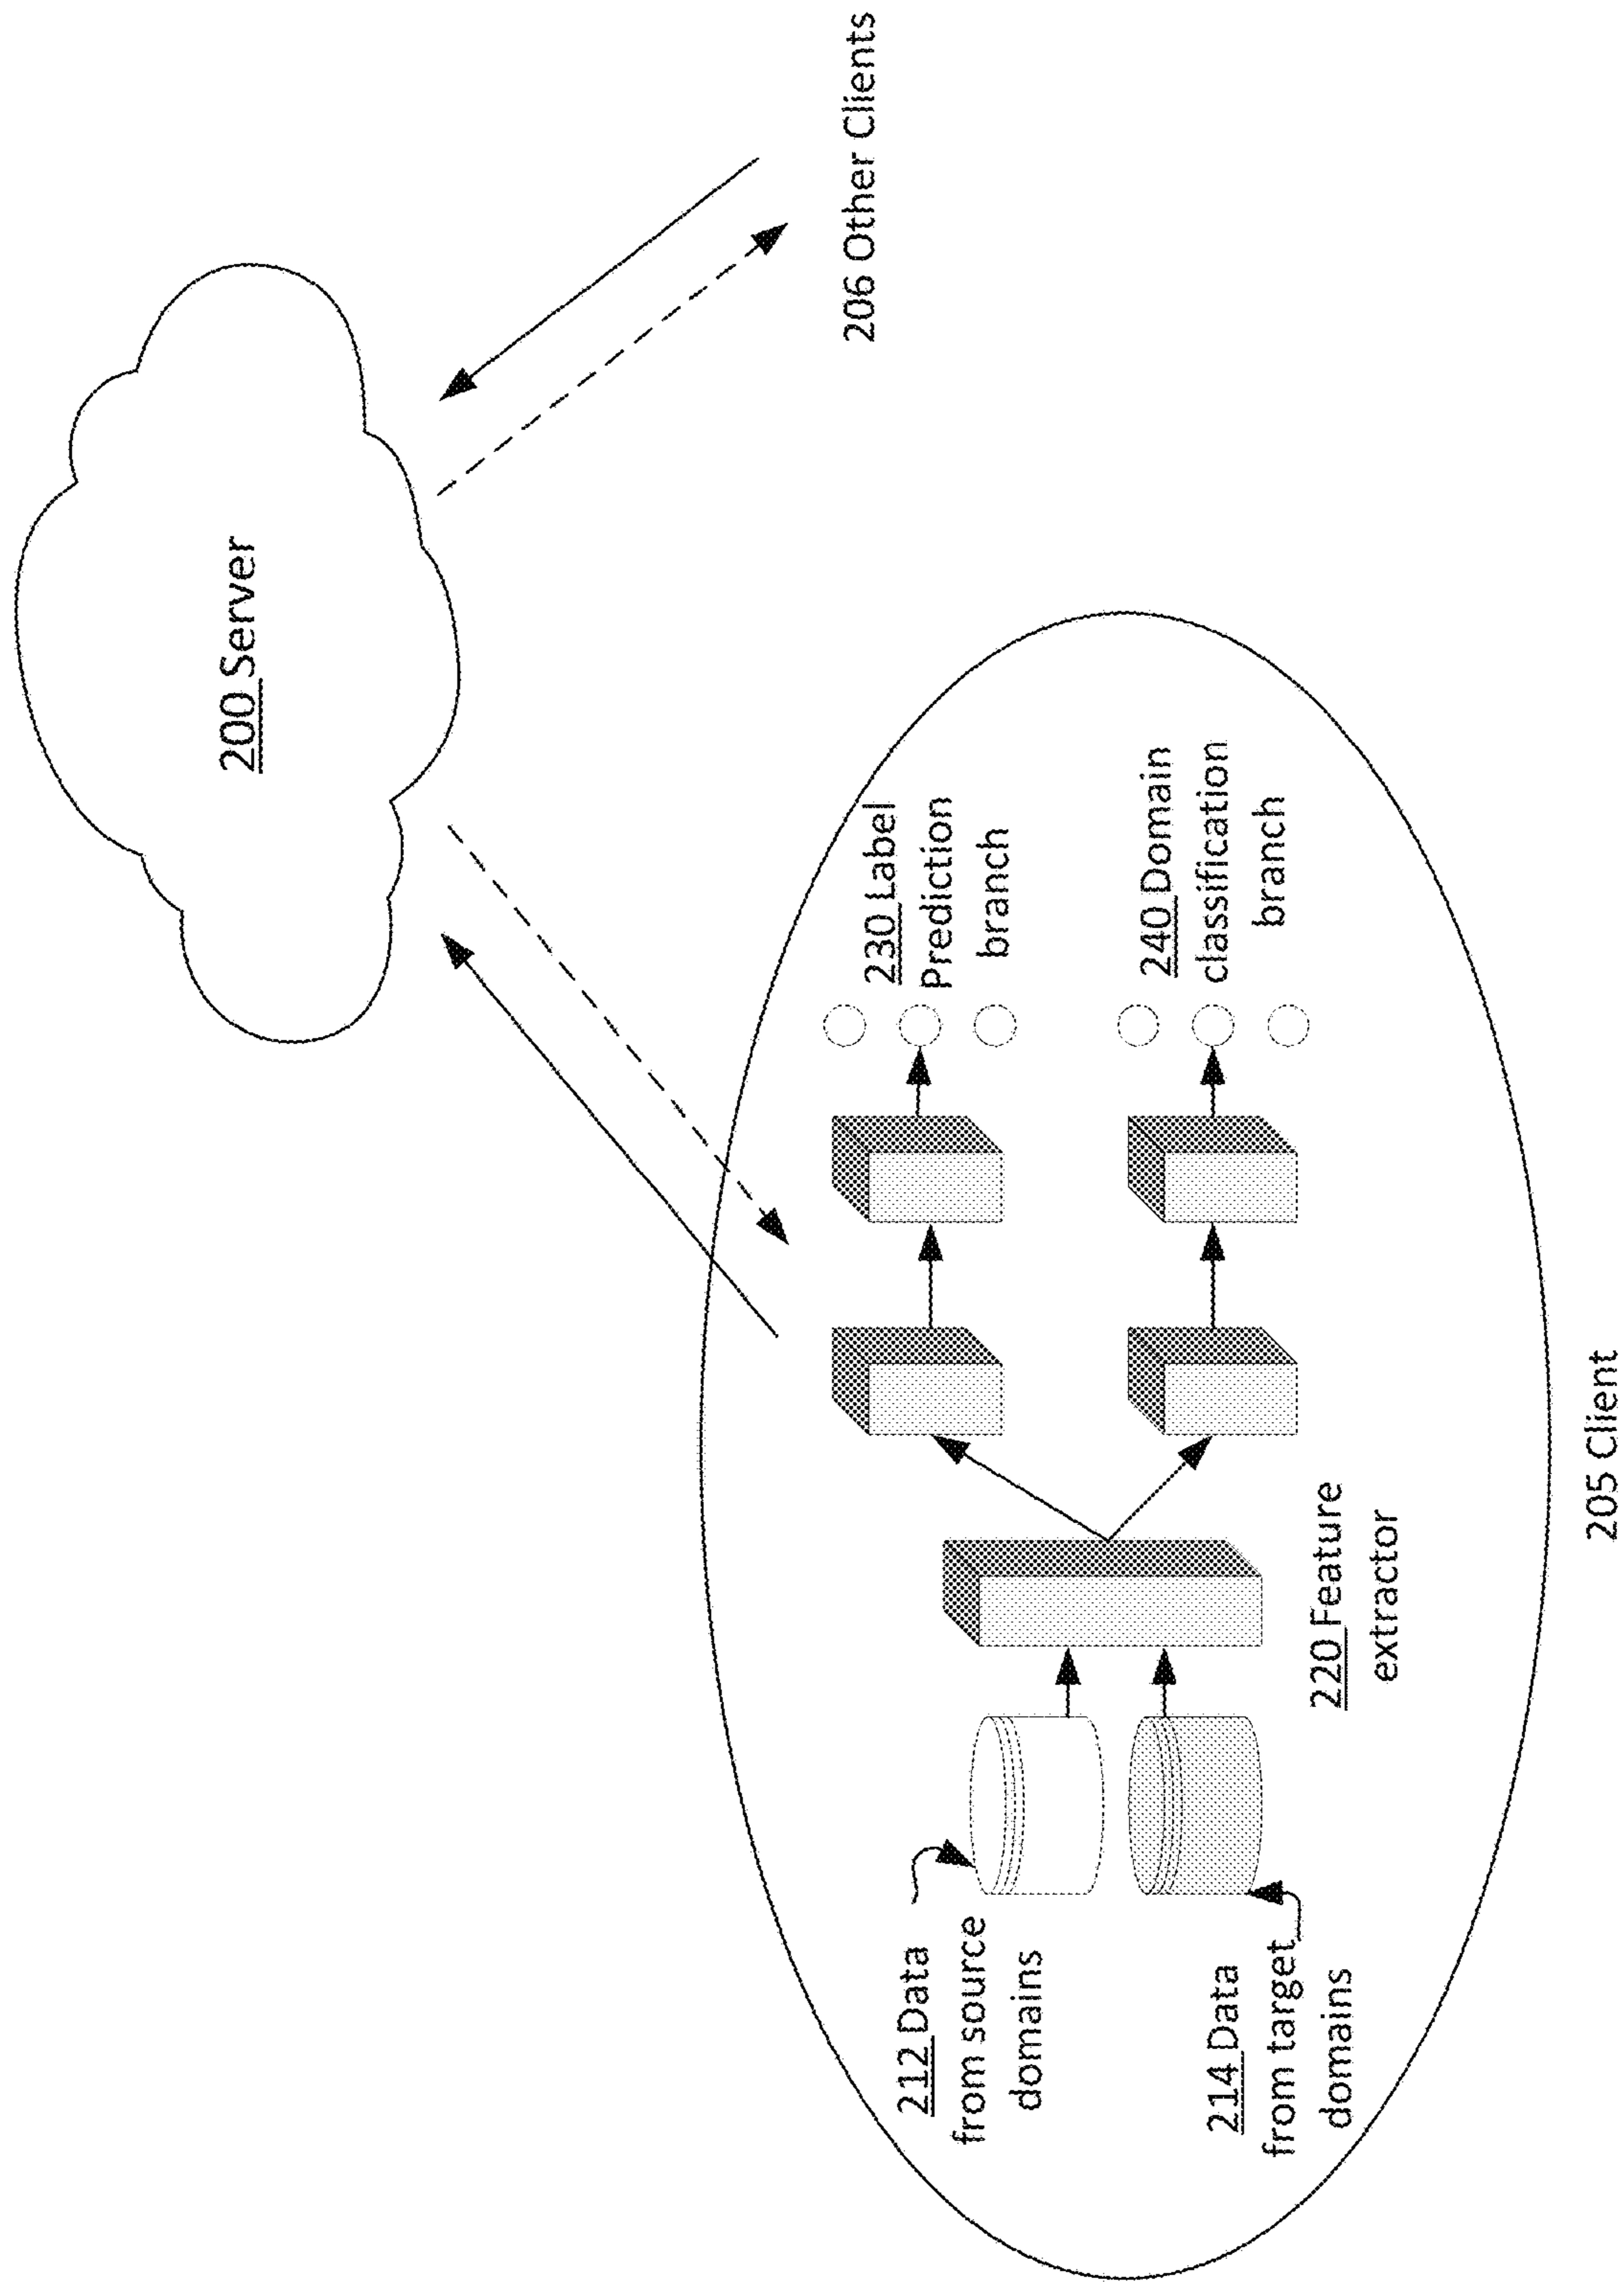 200 Server
206 Other Clients
230 Label
Prediction
branch
240 Domain
classification
branch
212 Data
from source
domains
214 Data
from target
domains
220 Feature
extractor
205 Client